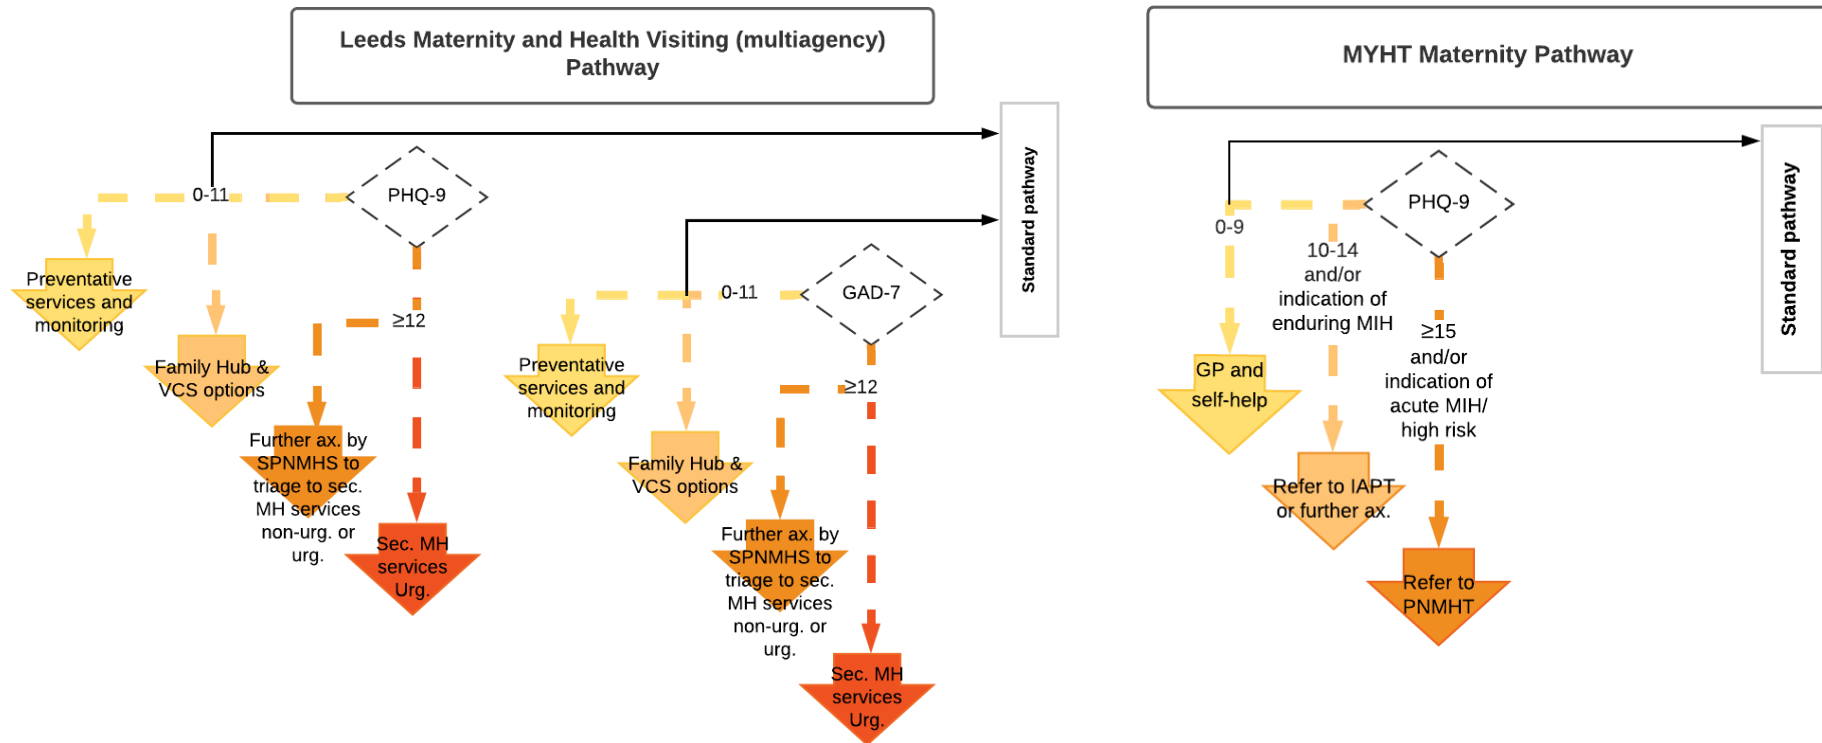 Leeds Maternity and Health Visiting (multiagency)
Pathway
Standard pathway
PHQ-9
0-11
Preventative
services and
monitoring
Family Hub &
VCS options
≥12
Further ax. by
SPNMHS to
triage to sec.
MH services
non-urg. or
urg.
Sec. MH
services
Urg.
GAD-7
0-11
Preventative
services and
monitoring
Family Hub &
VCS options
≥12
Further ax. by
SPNMHS to
triage to sec.
MH services
non-urg. or
urg.
Sec. MH
services
Urg.
MYHT Maternity Pathway
Standard pathway
PHQ-9
0-9
GP and
self-help
10-14
and/or
indication of
enduring MIH
Refer to IAPT
or further ax.
≥15
and/or
indication of
acute MIH/
high risk
Refer to
PNMHT